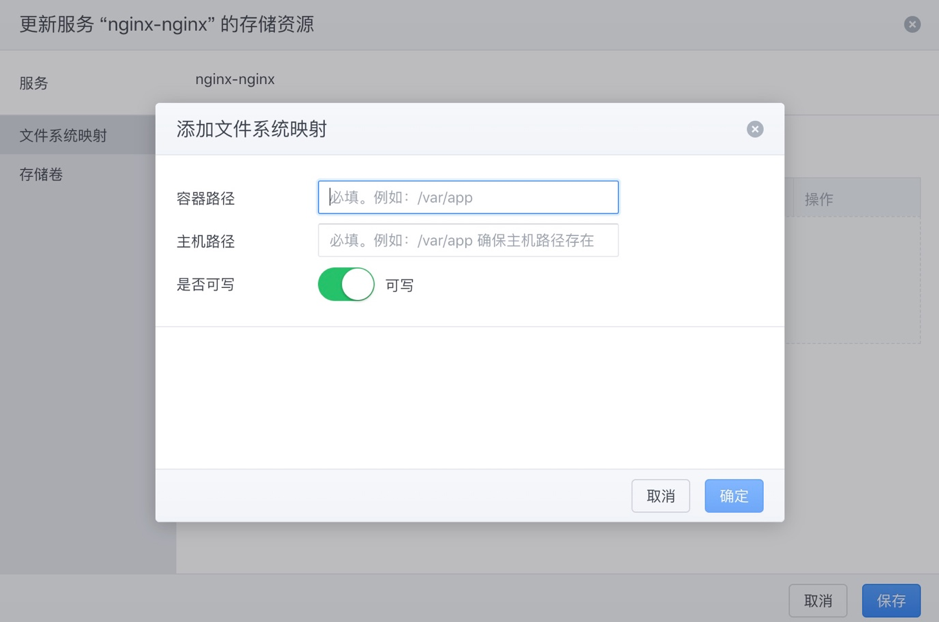 更新服务 “nginx-nginx” 的存储资源
服务
nginx-nginx
文件系统映射
存储卷
操作
添加文件系统映射
容器路径
必填。例如：/var/app
主机路径
必填。例如：/var/app 确保主机路径存在
是否可写
可写
取消
确定
取消
保存